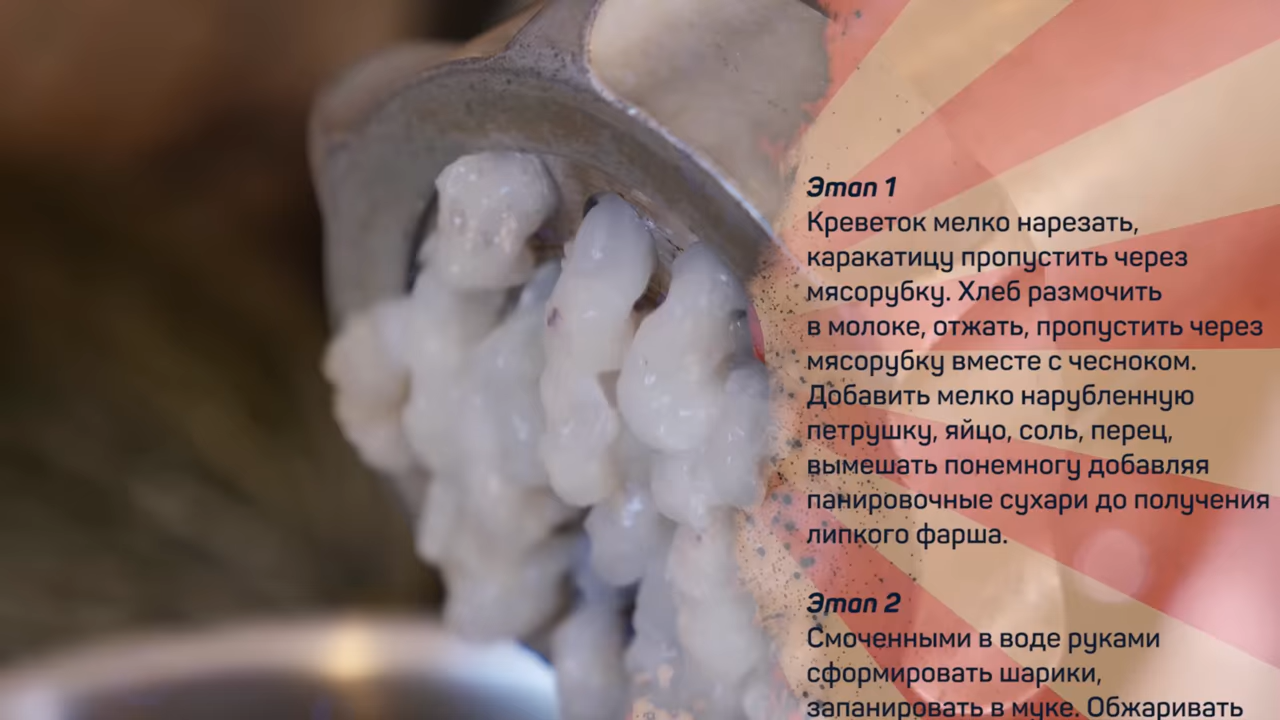 Этап 1
Креветок мелко нарезать,
каракатицу пропустить через
мясорубку. Хлеб размочить
в молоке, отжать, пропустить через
мясорубку вместе с чесноком.
Добавить мелко нарубленную
петрушку, яйцо, соль, перец,
вымешать понемногу добавляя
панировочные сухари до получения
липкого фарша.
Этап 2
Смоченными в воде руками
сформировать шарики,
запанировать в муке. Обжаривать